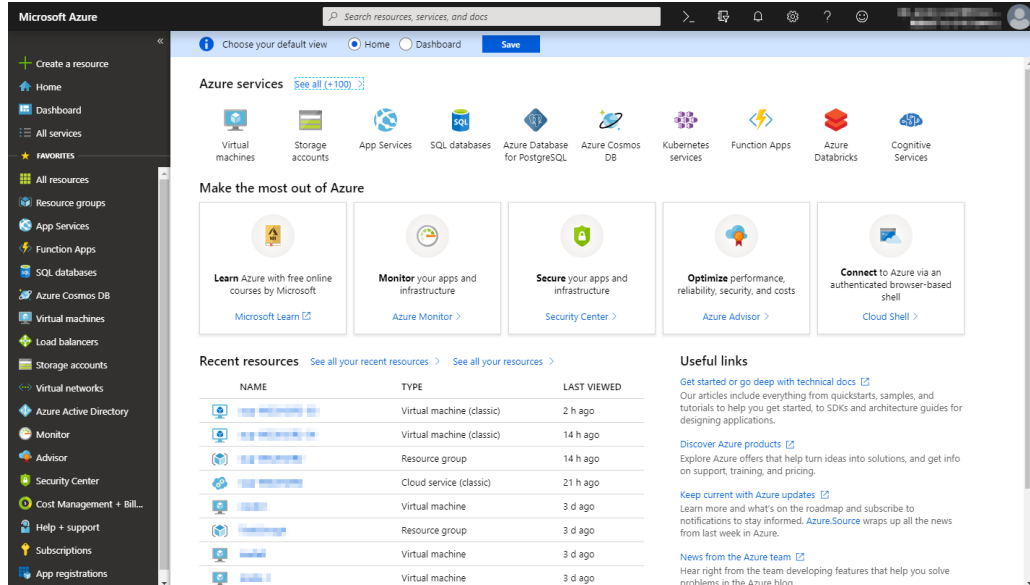 Microsoft Azure
Search resources, services, and docs
Choose your default view
Home
Dashboard
Save
Create a resource
Home
Dashboard
All services
FAVORITES
All resources
Resource groups
App Services
Function Apps
SQL databases
Azure Cosmos DB
Virtual machines
Load balancers
Storage accounts
Virtual networks
Azure Active Directory
Monitor
Advisor
Security Center
Cost Management + Bill...
Help + support
Subscriptions
App registrations
Azure services See all (+100)
Virtual
machines
Storage
accounts
App Services
SQL databases
Azure Database
for PostgreSQL
Azure Cosmos
DB
Kubernetes
services
Function Apps
Azure
Databricks
Cognitive
Services
Make the most out of Azure
Learn Azure with free online
courses by Microsoft
Microsoft Learn
Monitor your apps and
infrastructure
Azure Monitor
Secure your apps and
infrastructure
Security Center
Optimize performance,
reliability, security, and costs
Azure Advisor
Connect to Azure via an
authenticated browser-based
shell
Cloud Shell
Recent resources See all your recent resources See all your resources
NAME TYPE LAST VIEWED
Virtual machine (classic) 2 h ago
Virtual machine (classic) 14 h ago
Resource group 14 h ago
Cloud service (classic) 21 h ago
Virtual machine 3 d ago
Resource group 3 d ago
Virtual machine 3 d ago
Virtual machine 3 d ago
Useful links
Get started or go deep with technical docs
Our articles include everything from quickstarts, samples, and
tutorials to help you get started, to SDKs and architecture guides for
designing applications.
Discover Azure products
Explore Azure offers that help turn ideas into solutions, and get info
on support, training, and pricing.
Keep current with Azure updates
Learn more and what's on the roadmap and subscribe to
notifications to stay informed. Azure.Source wraps up all the news
from last week in Azure.
News from the Azure team
Hear right from the team developing features that help you solve
problems in the Azure blog.